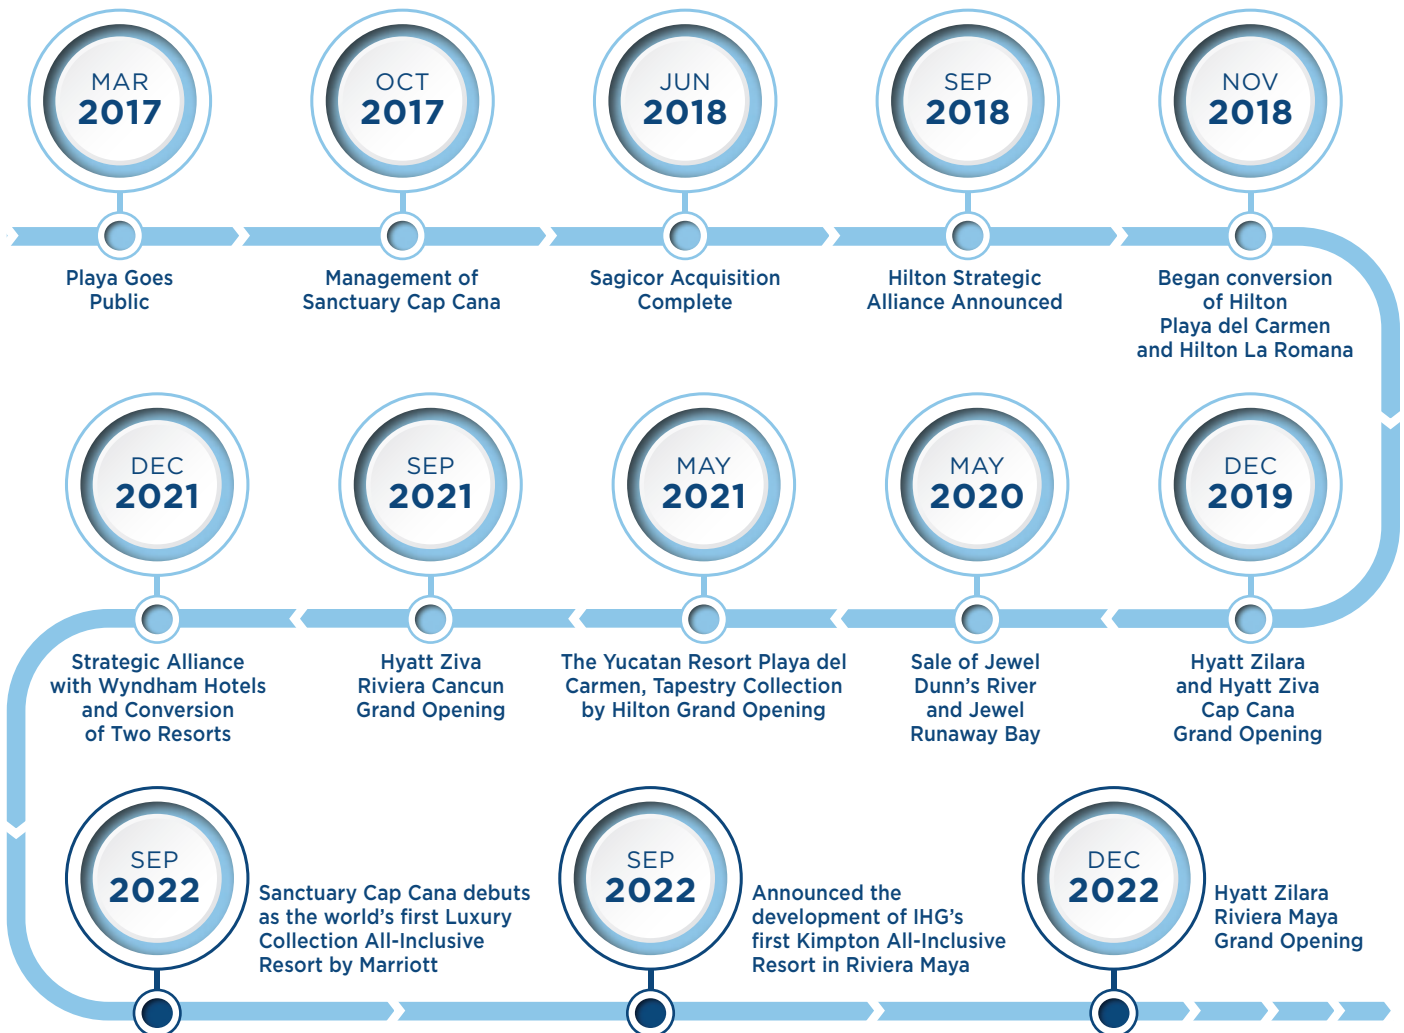 MAR
2017
Playa Goes
Public
OCT
2017
Management of
Sanctuary Cap Cana
JUN
2018
Sagicor Acquisition
Complete
SEP
2018
Hilton Strategic
Alliance Announced
NOV
2018
Began conversion
of Hilton
Playa del Carmen
and Hilton La Romana
DEC
2019
Hyatt Zilara
and Hyatt Ziva
Cap Cana
Grand Opening
MAY
2020
Sale of Jewel
Dunn’s River
and Jewel
Runaway Bay
MAY
2021
The Yucatan Resort Playa del
Carmen, Tapestry Collection
by Hilton Grand Opening
SEP
2021
Hyatt Ziva
Riviera Cancun
Grand Opening
DEC
2021
Strategic Alliance
with Wyndham Hotels
and Conversion
of Two Resorts
SEP
2022
Sanctuary Cap Cana debuts
as the world’s first Luxury
Collection All-Inclusive
Resort by Marriott
SEP
2022
Announced the
development of IHG’s
first Kimpton All-Inclusive
Resort in Riviera Maya
DEC
2022
Hyatt Zilara
Riviera Maya
Grand Opening